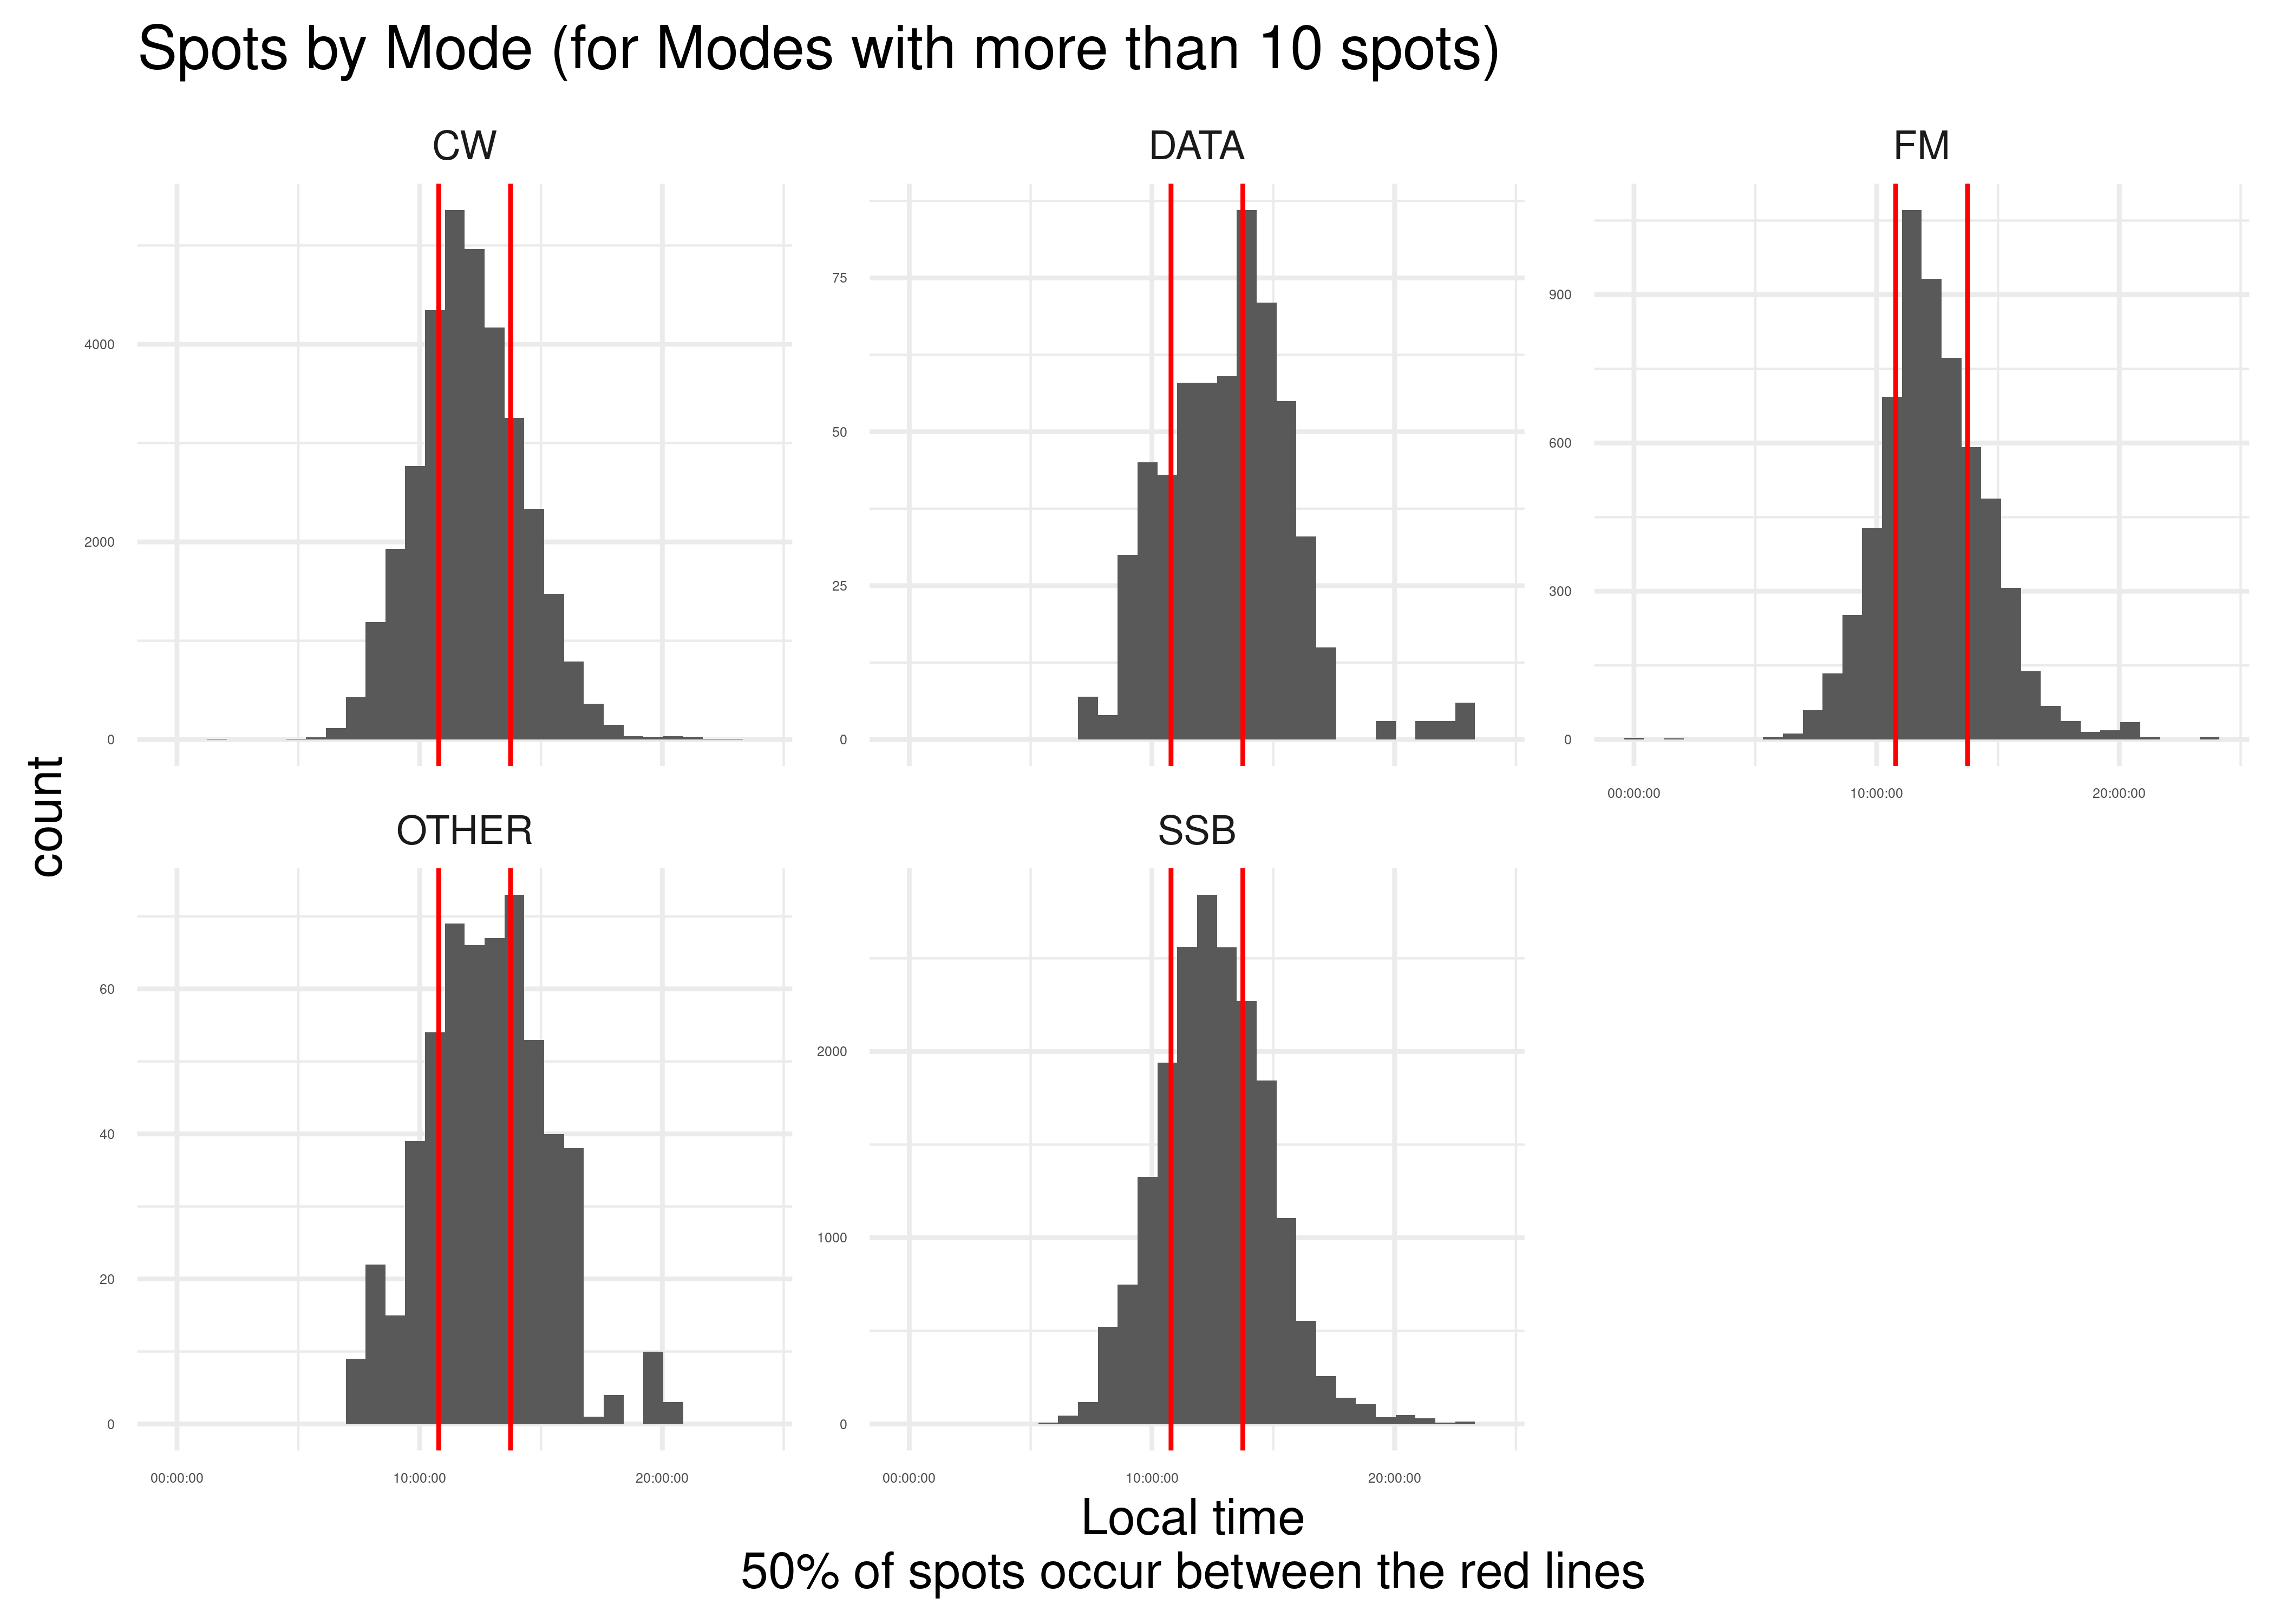 Spots by Mode (for Modes with more than 10 spots)
CW
DATA
FM
4000
2000
0
75
50
25
0
900
600
300
0
00:00:00 10:00:00 20:00:00
count
OTHER
SSB
60
40
20
0
2000
1000
0
00:00:00 10:00:00 20:00:00
00:00:00 10:00:00 20:00:00
Local time
50% of spots occur between the red lines